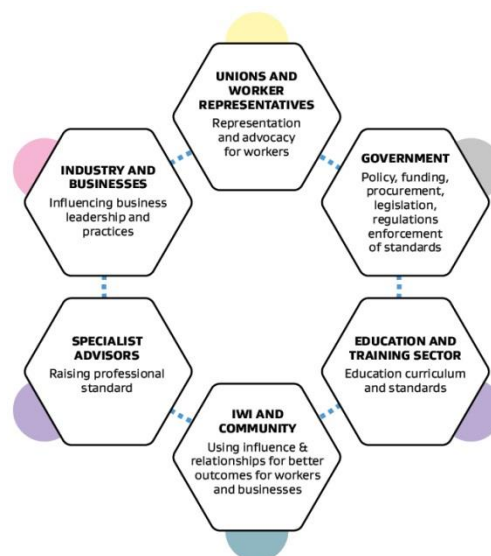 UNIONS AND
WORKER
REPRESENTATIVES
Representation
and advocacy
for workers
GOVERNMENT
Policy, funding,
procurement,
legislation,
regulations
enforcement
of standards
EDUCATION AND
TRAINING SECTOR
Education curriculum
and standards
IWI AND
COMMUNITY
Using influence &
relationships for better
outcomes for workers
and businesses
SPECIALIST
ADVISORS
Raising professional
standard
INDUSTRY AND
BUSINESSES
Influencing business
leadership and
practices